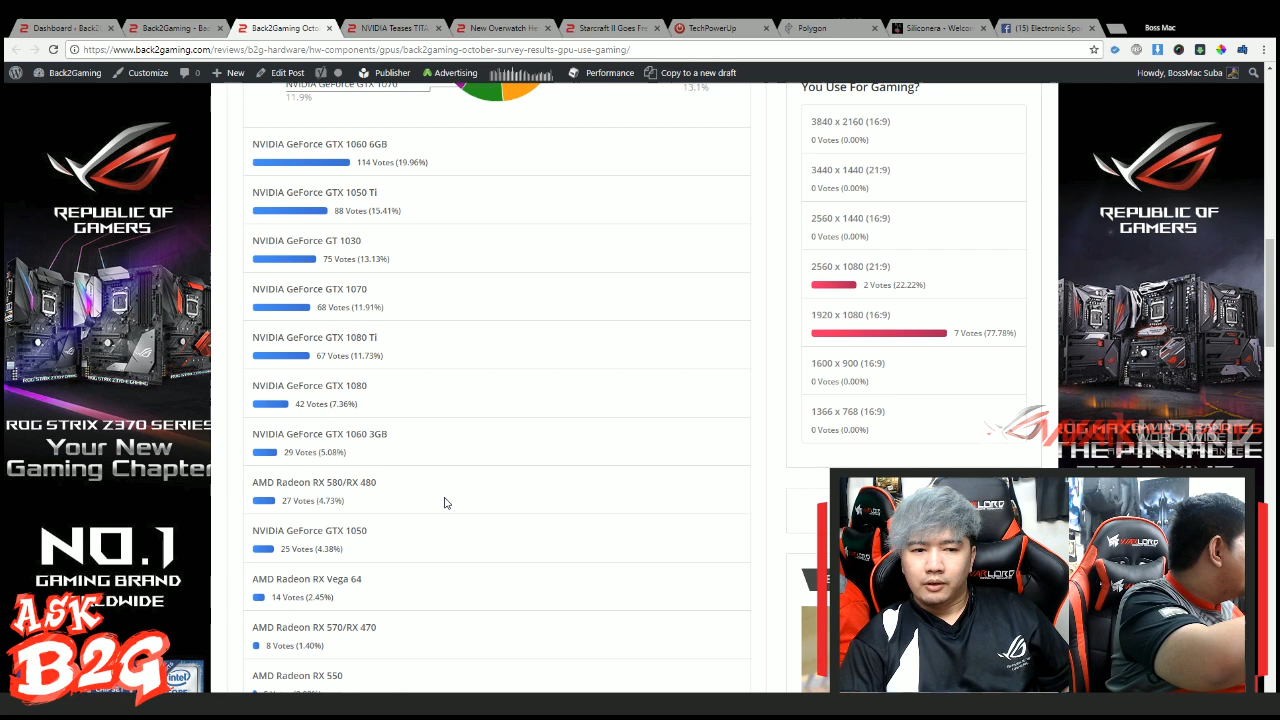 Dashboard ‹ Back2
Back2Gaming - Bac
Back2Gaming Octo
NVIDIA Teases TITA
New Overwatch He
Starcraft II Goes Fre
TechPowerUp
Polygon
Siliconera - Welcom
(15) Electronic Spor
Boss Mac
https://www.back2gaming.com/reviews/b2g-hardware/hw-components/gpus/back2gaming-october-survey-results-gpu-use-gaming/
Back2Gaming
Customize
0
New
Edit Post
Publisher
Advertising
Performance
Copy to a new draft
Howdy, BossMac Suba
NVIDIA GeForce GTX 1070
11.9%
13.1%
NVIDIA GeForce GTX 1060 6GB
114 Votes (19.96%)
NVIDIA GeForce GTX 1050 Ti
88 Votes (15.41%)
NVIDIA GeForce GT 1030
75 Votes (13.13%)
NVIDIA GeForce GTX 1070
68 Votes (11.91%)
NVIDIA GeForce GTX 1080 Ti
67 Votes (11.73%)
NVIDIA GeForce GTX 1080
42 Votes (7.36%)
NVIDIA GeForce GTX 1060 3GB
29 Votes (5.08%)
AMD Radeon RX 580/RX 480
27 Votes (4.73%)
NVIDIA GeForce GTX 1050
25 Votes (4.38%)
AMD Radeon RX Vega 64
14 Votes (2.45%)
AMD Radeon RX 570/RX 470
8 Votes (1.40%)
AMD Radeon RX 550
You Use For Gaming?
3840 x 2160 (16:9)
0 Votes (0.00%)
3440 x 1440 (21:9)
0 Votes (0.00%)
2560 x 1440 (16:9)
0 Votes (0.00%)
2560 x 1080 (21:9)
2 Votes (22.22%)
1920 x 1080 (16:9)
7 Votes (77.78%)
1600 x 900 (16:9)
0 Votes (0.00%)
1366 x 768 (16:9)
0 Votes (0.00%)
REPUBLIC OF
GAMERS
ROG STRIX Z370 SERIES
Your New
Gaming Chapter
NO.1
GAMING BRAND
RLDWIDE
intel
ASK
B2G
REPUBLIC OF
GAMERS
THE PINNACLE
WARLORD
WARLORD